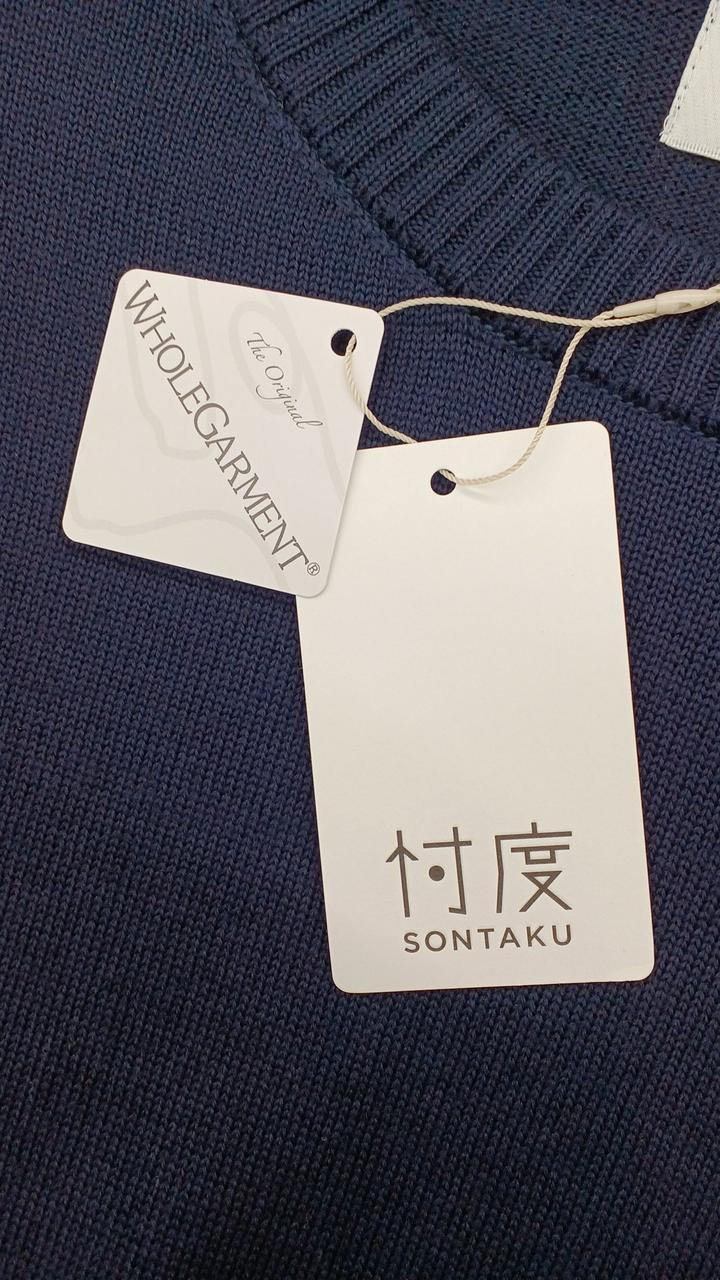 The Original
WHOLEGARMENT®
忖度
SONTAKU